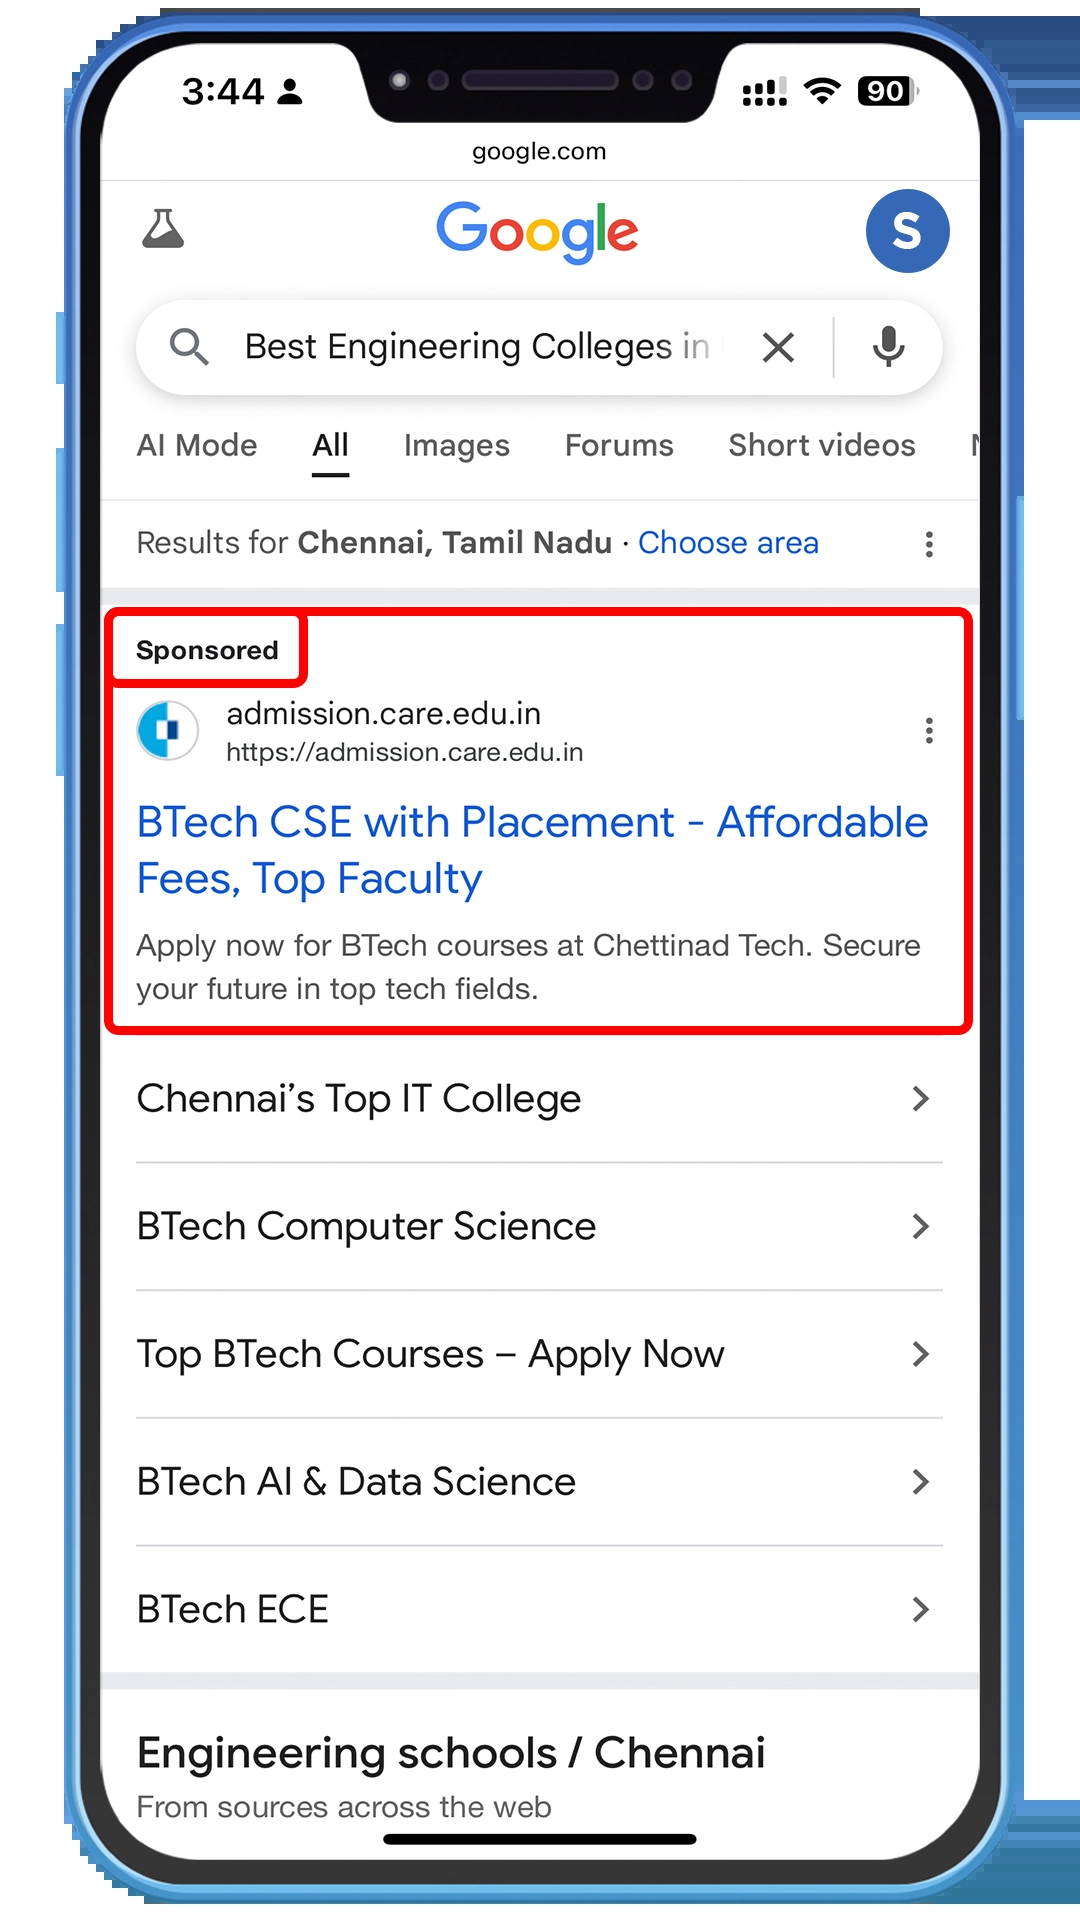 3:44
90
google.com
Google
S
Best Engineering Colleges in
AI Mode All Images Forums Short videos
Results for Chennai, Tamil Nadu · Choose area
Sponsored
admission.care.edu.in
https://admission.care.edu.in
BTech CSE with Placement - Affordable
Fees, Top Faculty
Apply now for BTech courses at Chettinad Tech. Secure
your future in top tech fields.
Chennai’s Top IT College
BTech Computer Science
Top BTech Courses – Apply Now
BTech AI & Data Science
BTech ECE
Engineering schools / Chennai
From sources across the web